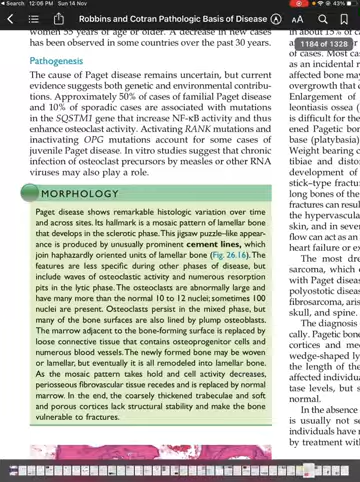 Search 12:06 PM Sun 14 Nov
43%
Robbins and Cotran Pathologic Basis of Disease
AA
1184 of 1328
women 55 years of age or older. A decrease in new cases
has been observed in some countries over the past 30 years.
Pathogenesis
The cause of Paget disease remains uncertain, but current
evidence suggests both genetic and environmental contribu-
tions. Approximately 50% of cases of familial Paget disease
and 10% of sporadic cases are associated with mutations
in the SQSTM1 gene that increase NF-κB activity and thus
enhance osteoclast activity. Activating RANK mutations and
inactivating OPG mutations account for some cases of
juvenile Paget disease. In vitro studies suggest that chronic
infection of osteoclast precursors by measles or other RNA
viruses may also play a role.
MORPHOLOGY
Paget disease shows remarkable histologic variation over time
and across sites. Its hallmark is a mosaic pattern of lamellar bone
that develops in the sclerotic phase. This jigsaw puzzle–like appear-
ance is produced by unusually prominent cement lines, which
join haphazardly oriented units of lamellar bone (Fig. 26.16). The
features are less specific during other phases of disease, but
include waves of osteoclastic activity and numerous resorption
pits in the lytic phase. The osteoclasts are abnormally large and
have many more than the normal 10 to 12 nuclei; sometimes 100
nuclei are present. Osteoclasts persist in the mixed phase, but
many of the bone surfaces are also lined by plump osteoblasts.
The marrow adjacent to the bone-forming surface is replaced by
loose connective tissue that contains osteoprogenitor cells and
numerous blood vessels. The newly formed bone may be woven
or lamellar, but eventually it is all remodeled into lamellar bone.
As the mosaic pattern takes hold and cell activity decreases,
periosseous fibrovascular tissue recedes and is replaced by normal
marrow. In the end, the coarsely thickened trabeculae and soft
and porous cortices lack structural stability and make the bone
vulnerable to fractures.
in about 15% of c
of cases. Most cas
as an incidental r
affected bone may
overgrowth that c
Enlargement of
leontiasis ossea (
is difficult for the
ened Pagetic bon
base (platybasia)
Weight bearing c
tibiae and distor
development of
stick–type fractur
long bones of the
fractures can resul
the hypervascular
skin, and in sever
flow can act as an
heart failure or ex
The most dre
sarcoma, which o
with Paget diseas
polyostotic diseas
fibrosarcoma, aris
skull, and spine.
The diagnosis
cally. Pagetic bone
cortices and med
wedge-shaped ly
the length of the
affected individua
tase levels, but s
normal.
In the absence
is usually not se
individuals have m
by treatment with